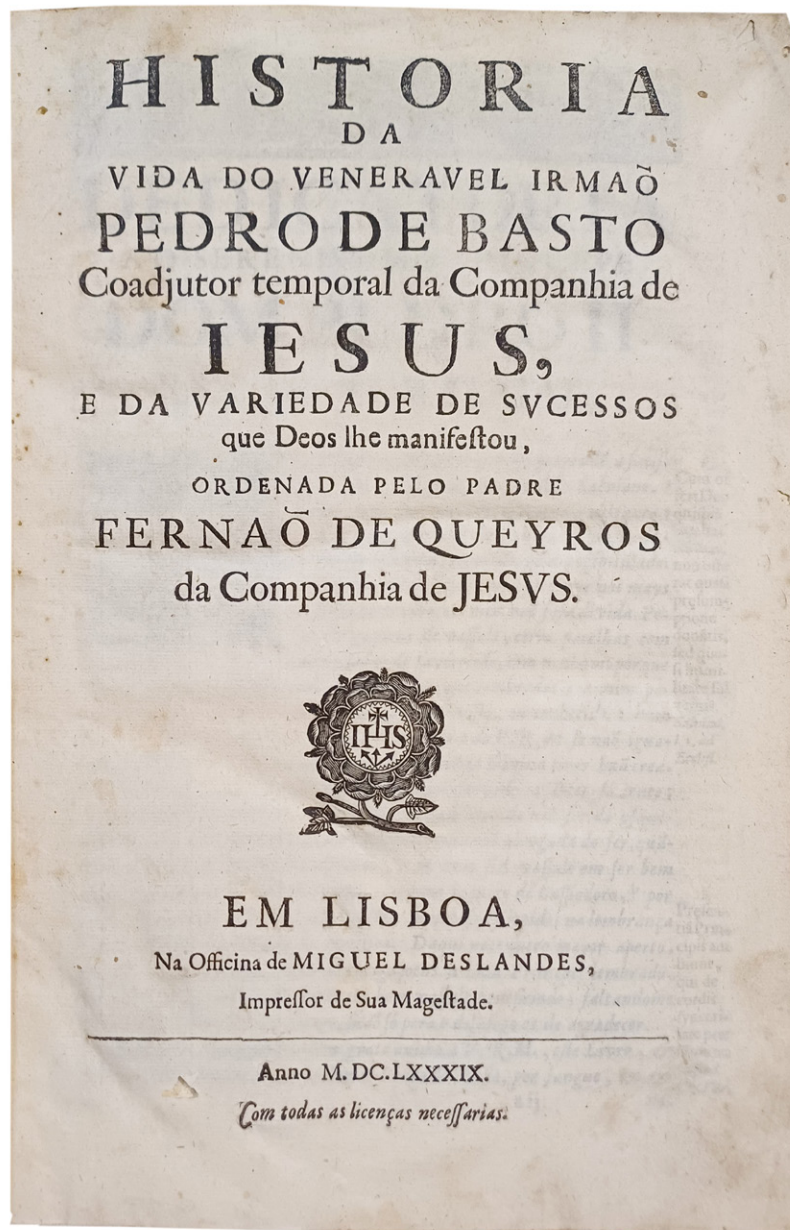 1
HISTORIA
DA
VIDA DO VENERAVEL IRMAÕ
PEDRO DE BASTO
Coadjutor temporal da Companhia de
IESUS,
E DA VARIEDADE DE SVCESSOS
que Deos lhe manifeſtou,
ORDENADA PELO PADRE
FERNAÕ DE QUEYROS
da Companhia de JESVS.
IHS
EM LISBOA,
Na Officina de MIGUEL DESLANDES,
Impreſſor de Sua Mageſtade.
Anno M. DC. LXXXIX.
Com todas as licenças neceſſarias.